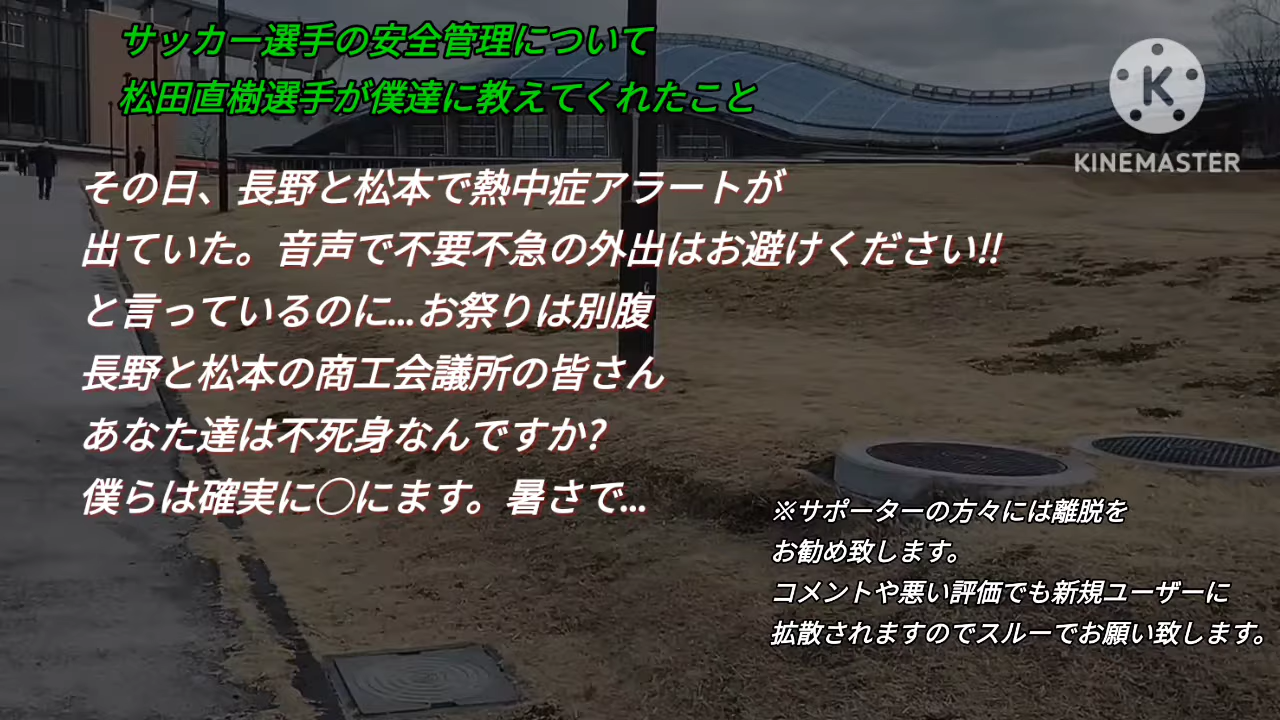 サッカー選手の安全管理について
松田直樹選手が僕達に教えてくれたこと
K
KINEMASTER
その日、長野と松本で熱中症アラートが
出ていた。音声で不要不急の外出はお避けください!!
と言っているのに...お祭りは別腹
長野と松本の商工会議所の皆さん
あなた達は不死身なんですか?
僕らは確実に○にます。暑さで...
※サポーターの方々には離脱を
お勧め致します。
コメントや悪い評価でも新規ユーザーに
拡散されますのでスルーでお願い致します。